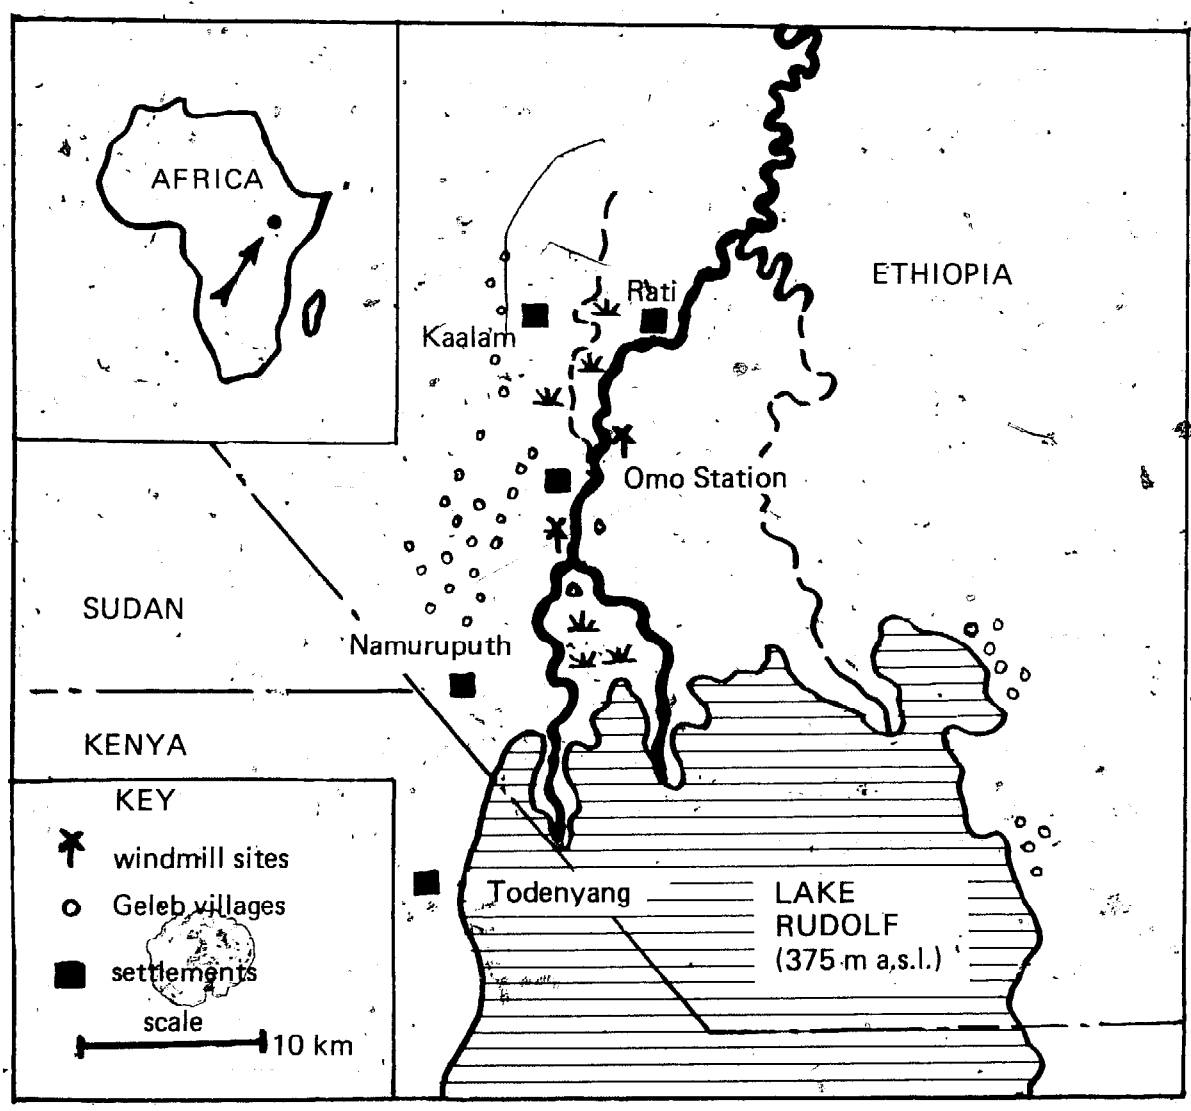 AFRICA
ETHIOPIA
Rati
Kaalam
Omo Station
SUDAN
Namuruputh
KENYA
KEY
windmill sites
Geleb villages
settlements
scale
10 km
Todenyang
LAKE
RUDOLF
(375 m a.s.l.)